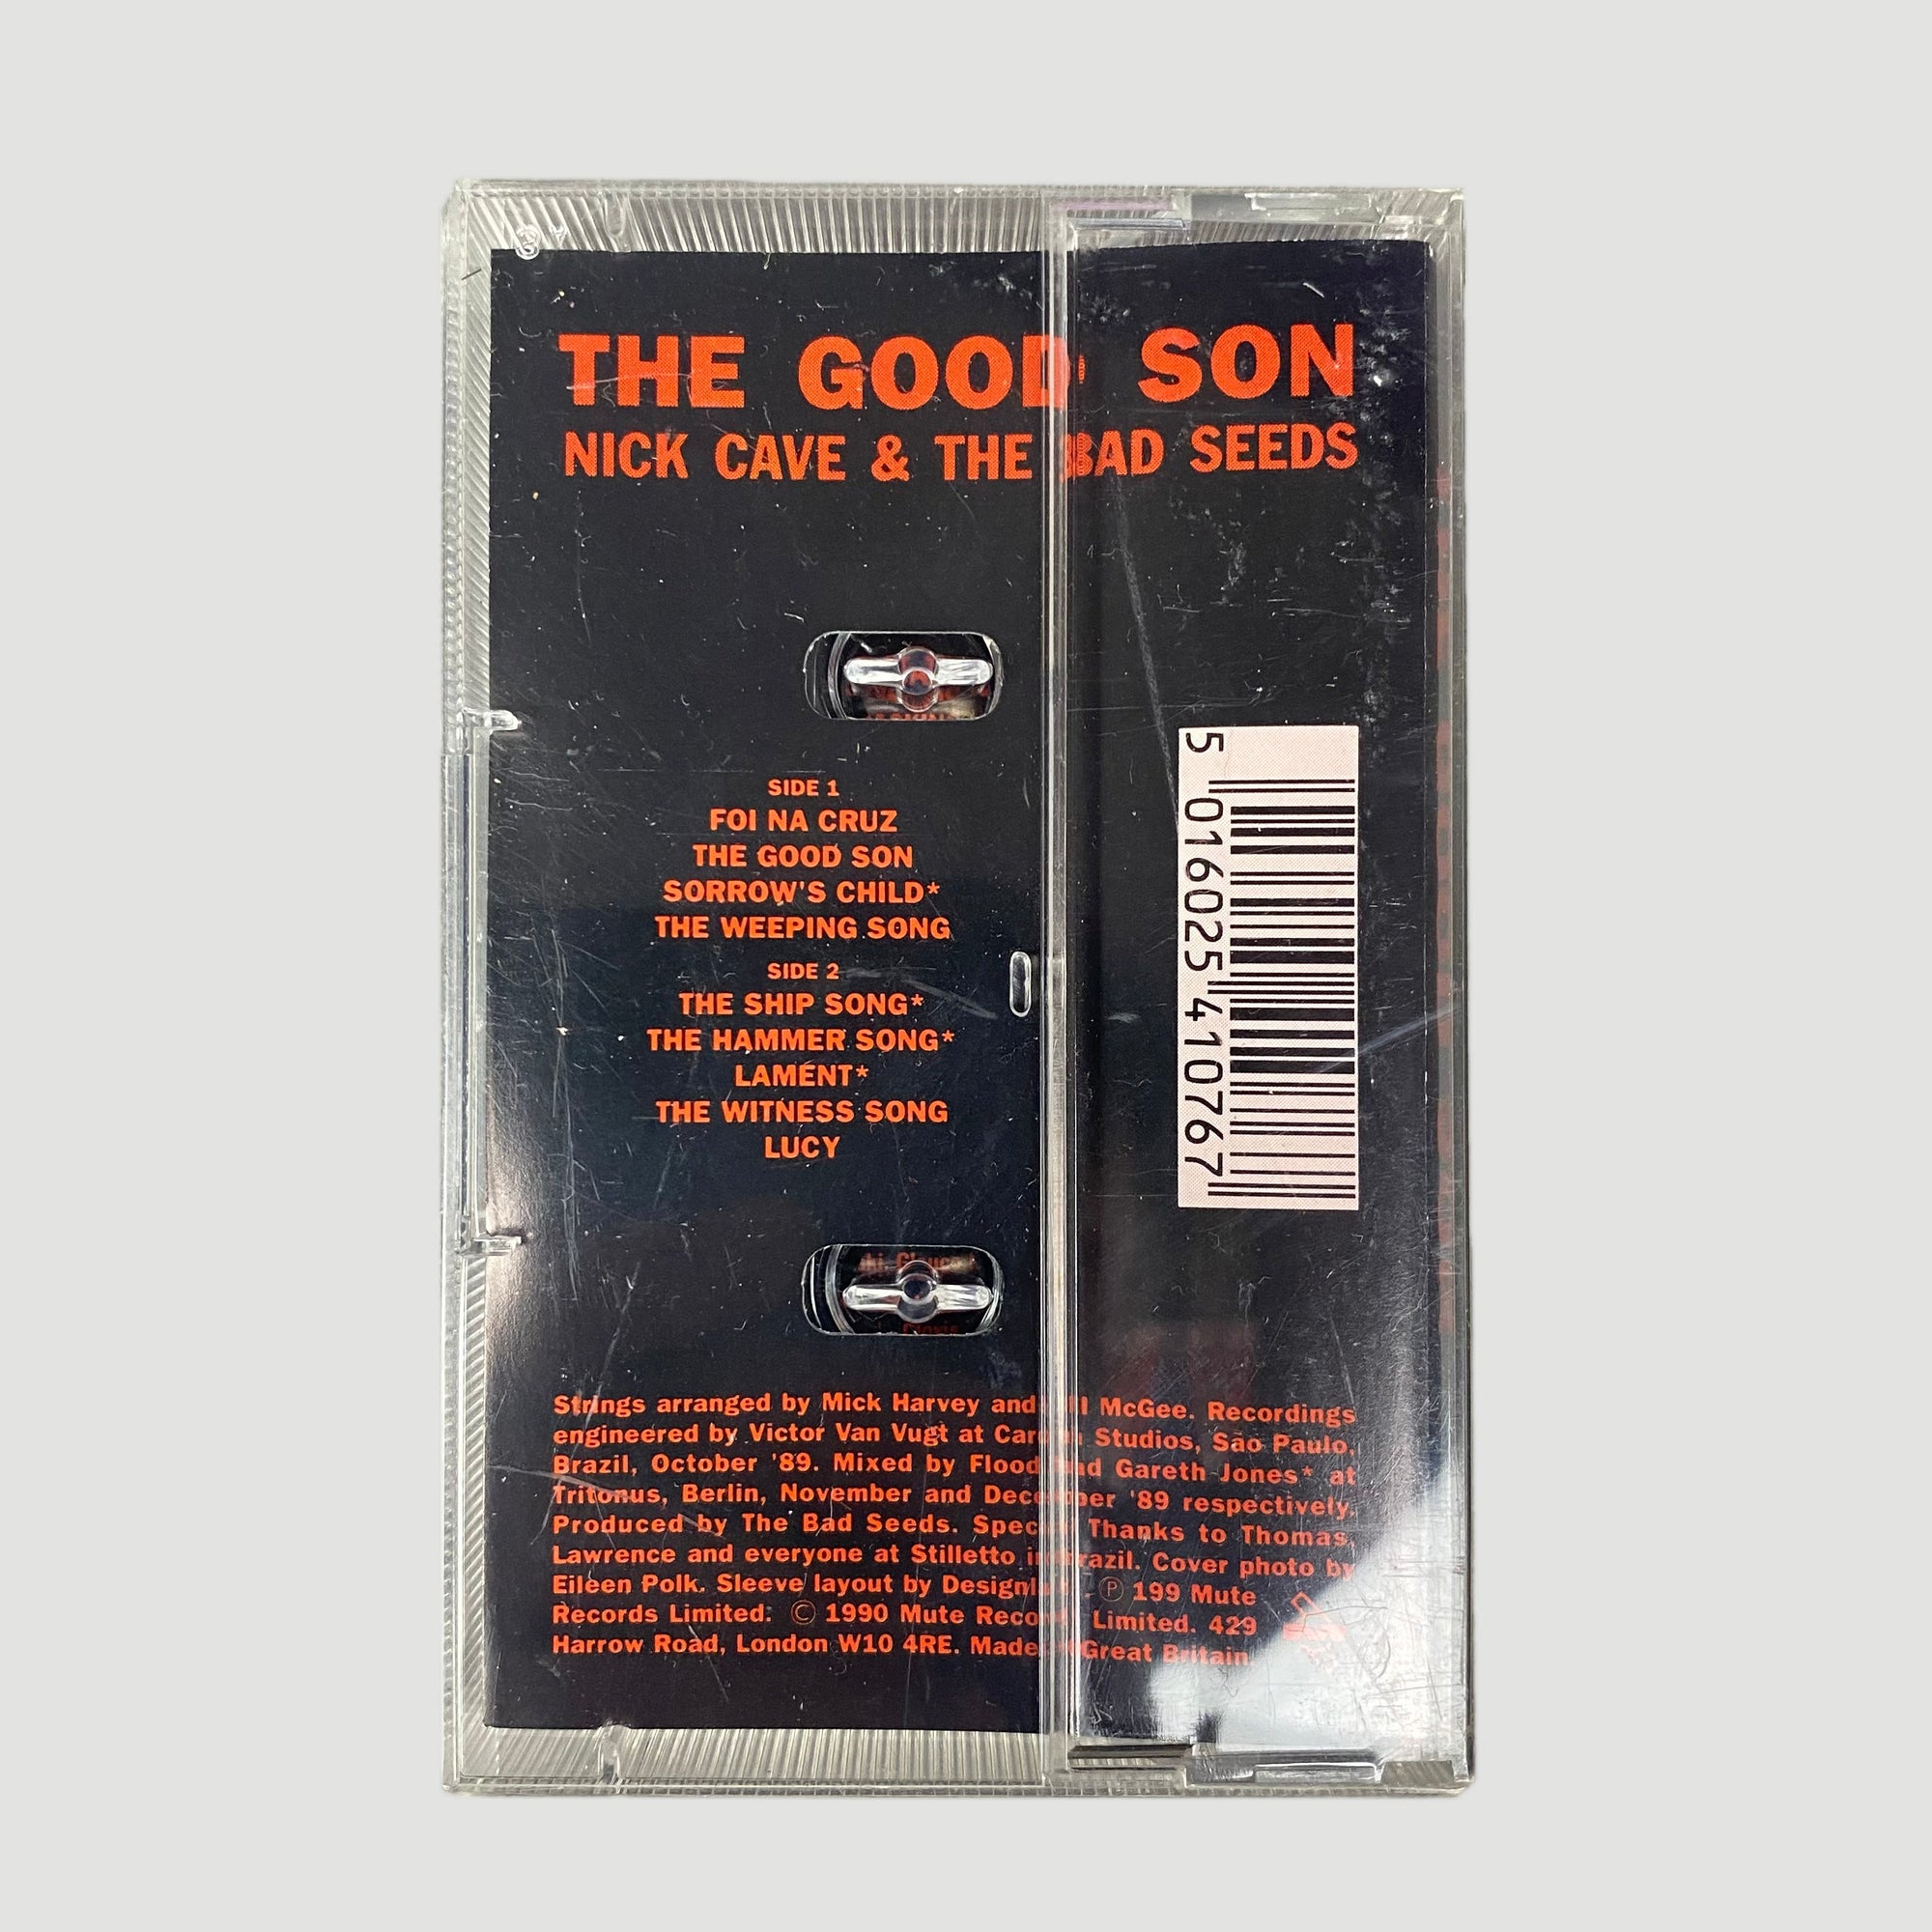 THE GOOD SON
NICK CAVE & THE BAD SEEDS
SIDE 1
FOI NA CRUZ
THE GOOD SON
SORROW'S CHILD*
THE WEEPING SONG
SIDE 2
THE SHIP SONG*
THE HAMMER SONG*
LAMENT*
THE WITNESS SONG
LUCY
5 016025 410767
Strings arranged by Mick Harvey and McGee. Recordings
engineered by Victor Van Vugt at Studios, São Paulo,
Brazil, October '89. Mixed by Flood and Gareth Jones* at
Tritonus, Berlin, November and December '89 respectively.
Produced by The Bad Seeds. Special Thanks to Thomas,
Lawrence and everyone at Stilletto in Brazil. Cover photo by
Eileen Polk. Sleeve layout by ℗ 199 Mute
Records Limited. © 1990 Mute Records Limited. 429
Harrow Road, London W10 4RE. Made in Great Britain